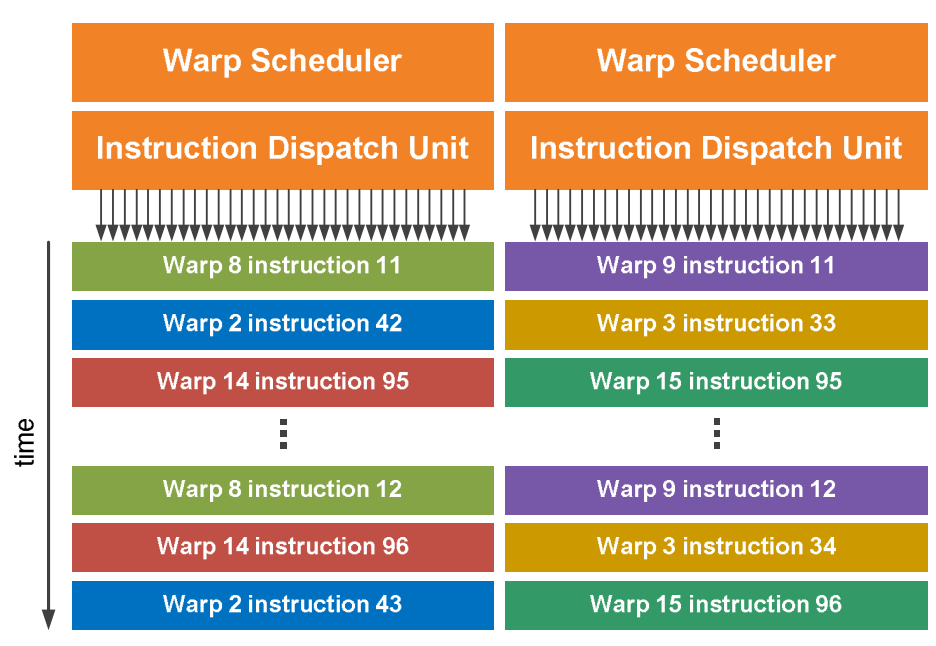 Warp Scheduler
Warp Scheduler
Instruction Dispatch Unit
Instruction Dispatch Unit
Warp 8 instruction 11
Warp 9 instruction 11
Warp 2 instruction 42
Warp 3 instruction 33
Warp 14 instruction 95
Warp 15 instruction 95
time
Warp 8 instruction 12
Warp 9 instruction 12
Warp 14 instruction 96
Warp 3 instruction 34
Warp 2 instruction 43
Warp 15 instruction 96